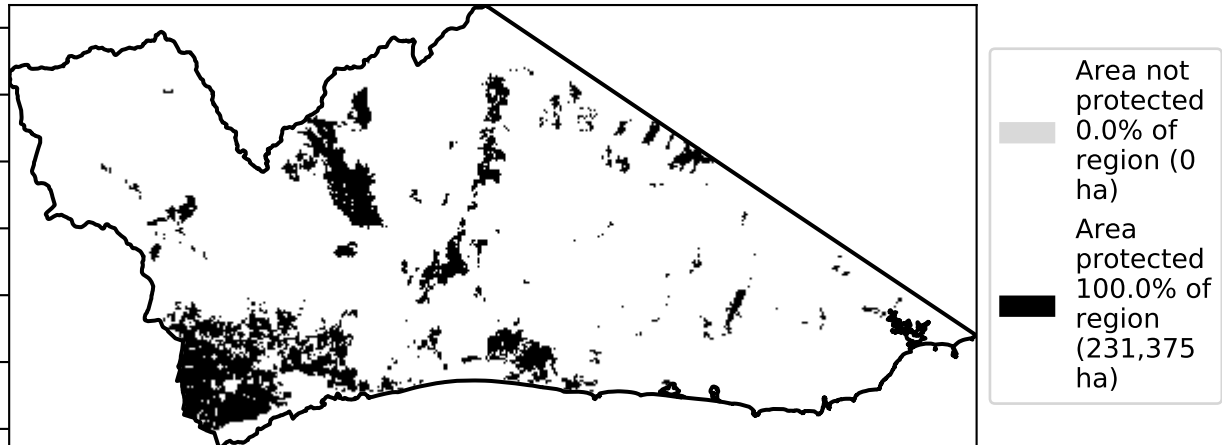 Area not
protected
0.0% of
region (0
ha)
Area
protected
100.0% of
region
(231,375
ha)